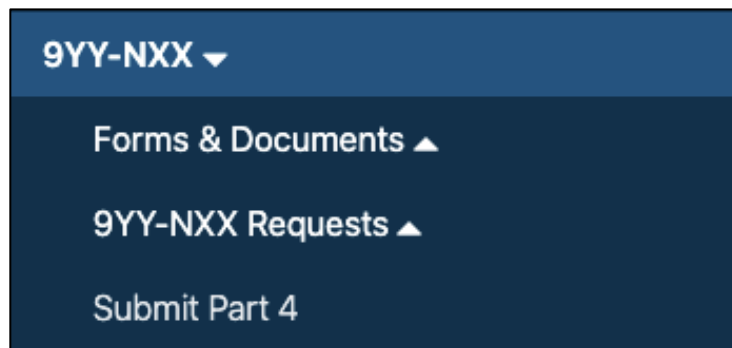 9YY-NXX
Forms & Documents
9YY-NXX Requests
Submit Part 4